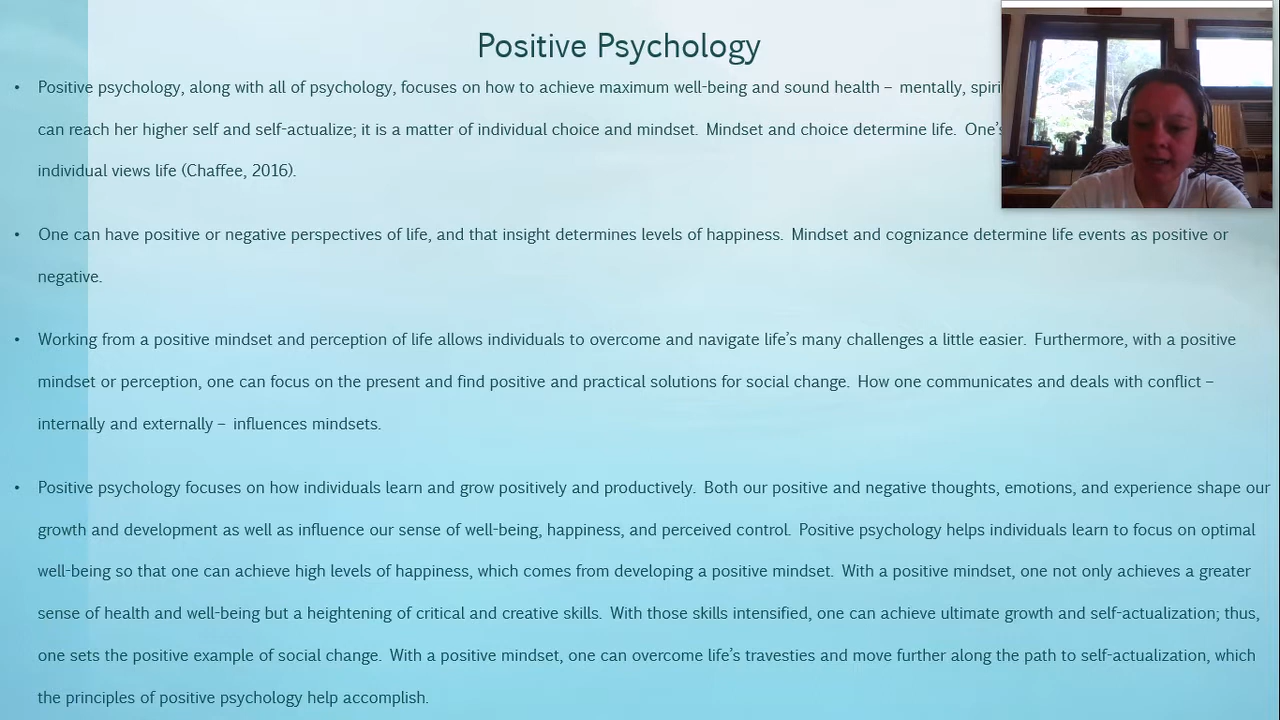 Positive Psychology
• Positive psychology, along with all of psychology, focuses on how to achieve maximum well-being and sound health – mentally,
can reach her higher self and self-actualize; it is a matter of individual choice and mindset. Mindset and choice determine life. One's
individual views life (Chaffee, 2016).
• One can have positive or negative perspectives of life, and that insight determines levels of happiness. Mindset and cognizance determine life events as positive or
negative.
• Working from a positive mindset and perception of life allows individuals to overcome and navigate life's many challenges a little easier. Furthermore, with a positive
mindset or perception, one can focus on the present and find positive and practical solutions for social change. How one communicates and deals with conflict –
internally and externally – influences mindsets.
• Positive psychology focuses on how individuals learn and grow positively and productively. Both our positive and negative thoughts, emotions, and experience shape our
growth and development as well as influence our sense of well-being, happiness, and perceived control. Positive psychology helps individuals learn to focus on optimal
well-being so that one can achieve high levels of happiness, which comes from developing a positive mindset. With a positive mindset, one not only achieves a greater
sense of health and well-being but a heightening of critical and creative skills. With those skills intensified, one can achieve ultimate growth and self-actualization; thus,
one sets the positive example of social change. With a positive mindset, one can overcome life's travesties and move further along the path to self-actualization, which
the principles of positive psychology help accomplish.